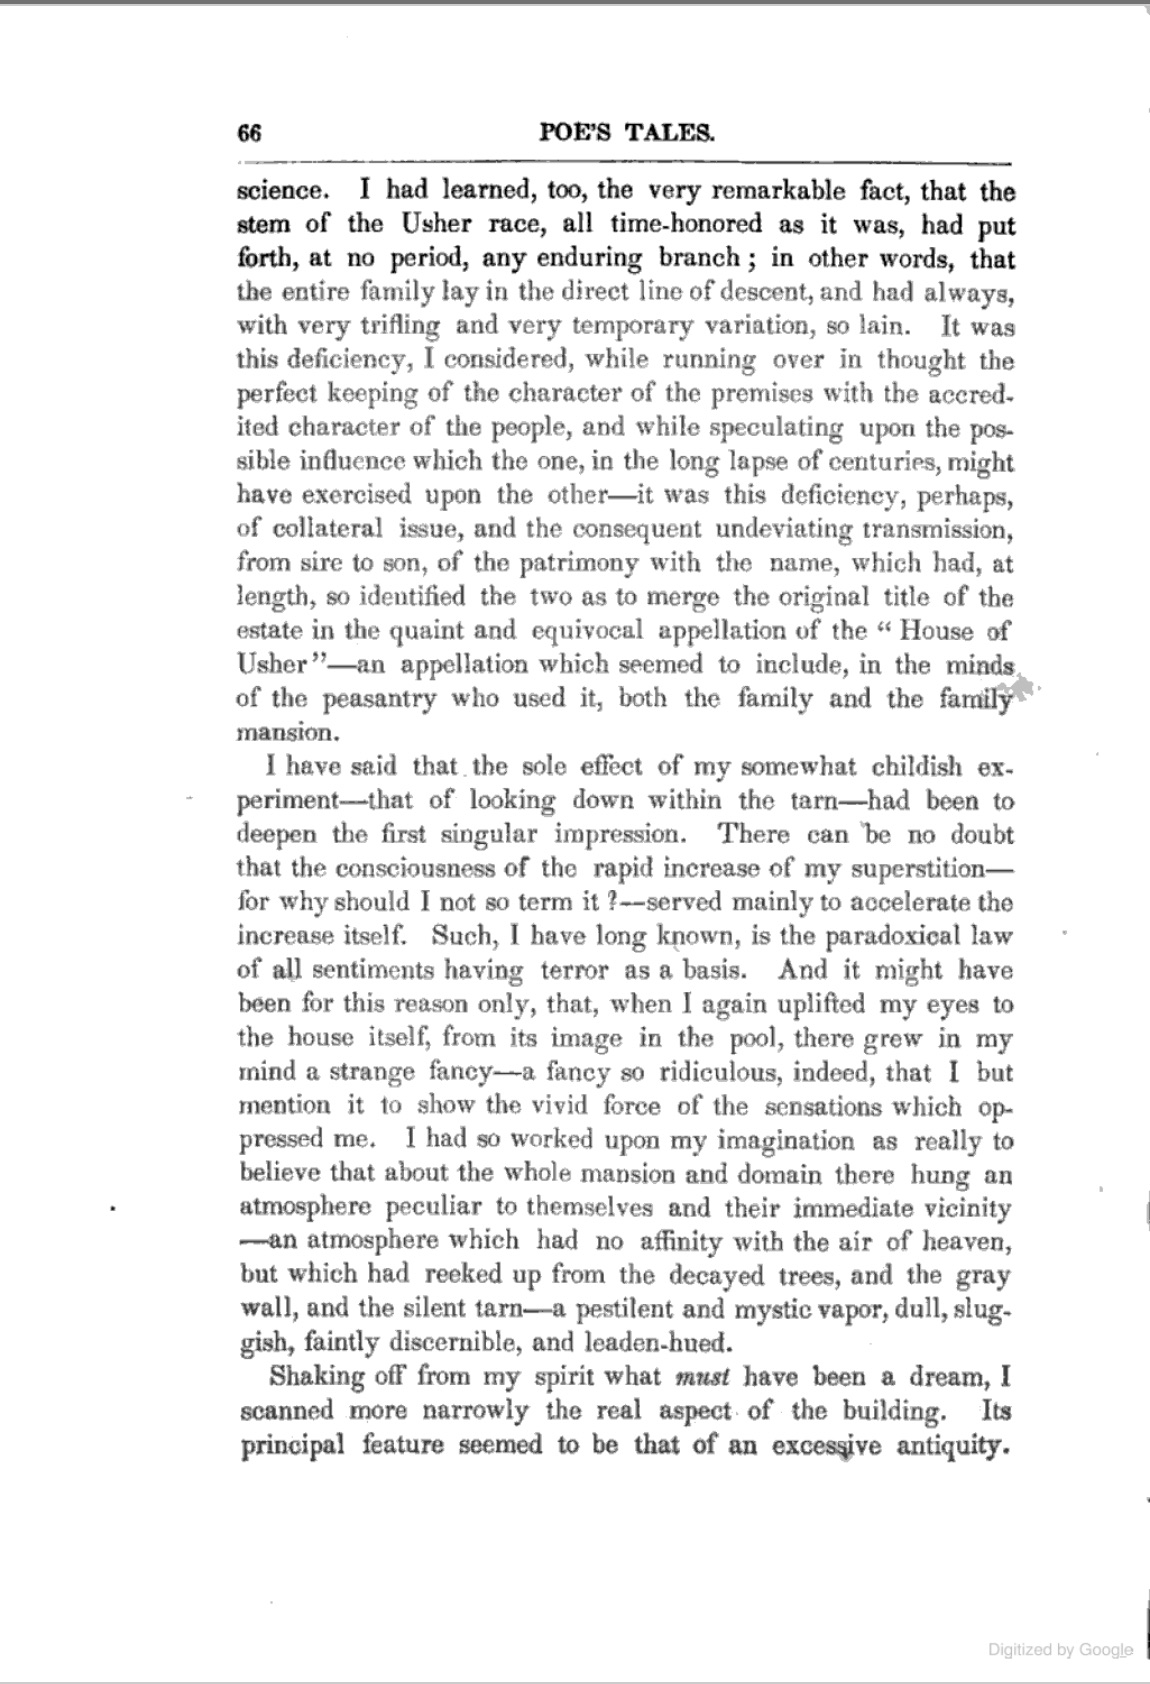 66 POE'S TALES.
science. I had learned, too, the very remarkable fact, that the
stem of the Usher race, all time-honored as it was, had put
forth, at no period, any enduring branch ; in other words, that
the entire family lay in the direct line of descent, and had always,
with very trifling and very temporary variation, so lain. It was
this deficiency, I considered, while running over in thought the
perfect keeping of the character of the premises with the accred-
ited character of the people, and while speculating upon the pos-
sible influence which the one, in the long lapse of centuries, might
have exercised upon the other—it was this deficiency, perhaps,
of collateral issue, and the consequent undeviating transmission,
from sire to son, of the patrimony with the name, which had, at
length, so identified the two as to merge the original title of the
estate in the quaint and equivocal appellation of the “ House of
Usher ”—an appellation which seemed to include, in the minds
of the peasantry who used it, both the family and the family
mansion.
I have said that the sole effect of my somewhat childish ex-
periment—that of looking down within the tarn—had been to
deepen the first singular impression. There can be no doubt
that the consciousness of the rapid increase of my superstition—
for why should I not so term it ?—served mainly to accelerate the
increase itself. Such, I have long known, is the paradoxical law
of all sentiments having terror as a basis. And it might have
been for this reason only, that, when I again uplifted my eyes to
the house itself, from its image in the pool, there grew in my
mind a strange fancy—a fancy so ridiculous, indeed, that I but
mention it to show the vivid force of the sensations which op-
pressed me. I had so worked upon my imagination as really to
believe that about the whole mansion and domain there hung an
atmosphere peculiar to themselves and their immediate vicinity
—an atmosphere which had no affinity with the air of heaven,
but which had reeked up from the decayed trees, and the gray
wall, and the silent tarn—a pestilent and mystic vapor, dull, slug-
gish, faintly discernible, and leaden-hued.
Shaking off from my spirit what must have been a dream, I
scanned more narrowly the real aspect of the building. Its
principal feature seemed to be that of an excessive antiquity.
Digitized by Google